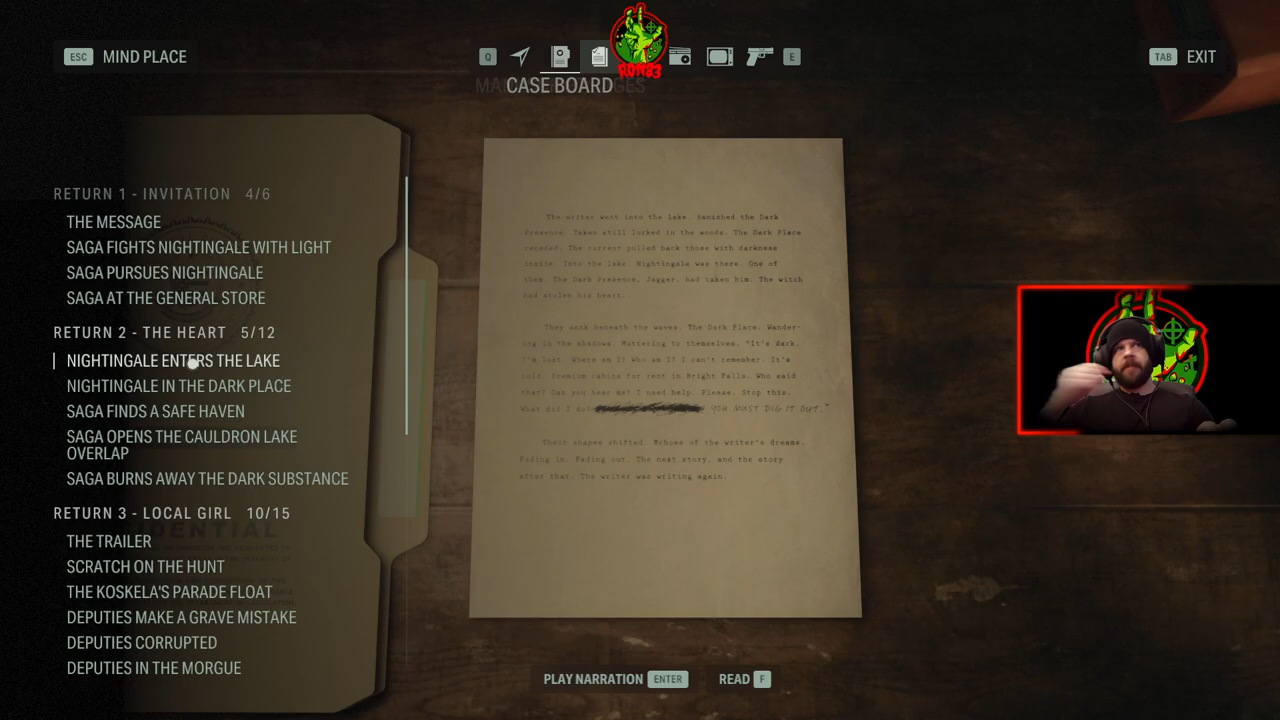 ESC MIND PLACE
Q
E
TAB EXIT
CASE BOARD
RETURN 1 - INVITATION 4/6
THE MESSAGE
SAGA FIGHTS NIGHTINGALE WITH LIGHT
SAGA PURSUES NIGHTINGALE
SAGA AT THE GENERAL STORE
RETURN 2 - THE HEART 5/12
NIGHTINGALE ENTERS THE LAKE
NIGHTINGALE IN THE DARK PLACE
SAGA FINDS A SAFE HAVEN
SAGA OPENS THE CAULDRON LAKE
OVERLAP
SAGA BURNS AWAY THE DARK SUBSTANCE
RETURN 3 - LOCAL GIRL 10/15
THE TRAILER
SCRATCH ON THE HUNT
THE KOSKELA'S PARADE FLOAT
DEPUTIES MAKE A GRAVE MISTAKE
DEPUTIES CORRUPTED
DEPUTIES IN THE MORGUE
The writer went into the lake. Banished the Dark
Presence. Taken still lurked in the woods. The Dark Place
receded. The current pulled back those with darkness
inside. Into the lake. Nightingale was there. One of
them. The Dark Presence, Jagger, had taken him. The witch
had stolen his heart.
They sank beneath the waves. The Dark Place. Wander-
ing in the shadows. Muttering to themselves. "It's dark.
I'm lost. Where am I? Who am I? I can't remember. It's
cold. Premium cabins for rent in Bright Falls. Who said
that? Can you hear me? I need help. Please. Stop this.
What did I do? YOU MUST DIG IT OUT."
Their shapes shifted. Echoes of the writer's dreams.
Fading in. Fading out. The next story, and the story
after that. The writer was writing again.
PLAY NARRATION ENTER
READ F